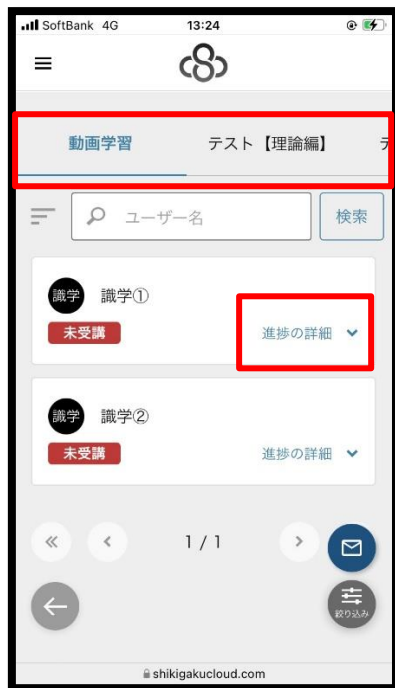 SoftBank 4G 13:24
動画学習 テスト【理論編】 テ
ユーザー名 検索
識学 識学①
未受講 進捗の詳細
識学 識学②
未受講 進捗の詳細
« ‹ 1 / 1 ›
絞り込み
shikigakucloud.com